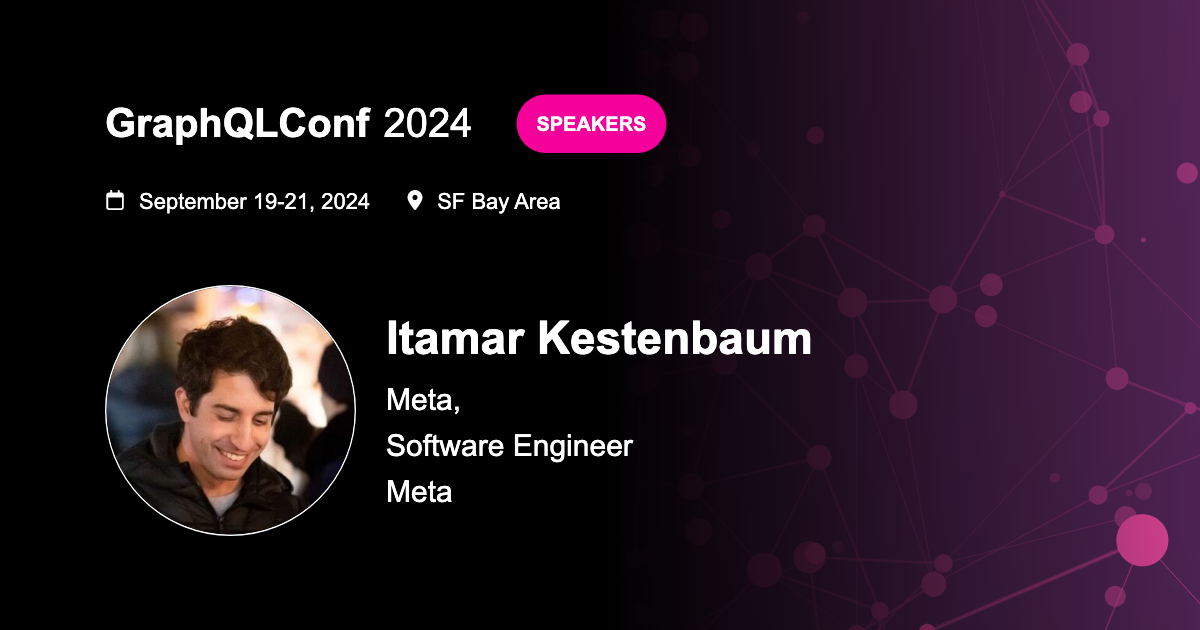 GraphQLConf 2024 SPEAKERS
September 19-21, 2024 SF Bay Area
Itamar Kestenbaum
Meta,
Software Engineer
Meta